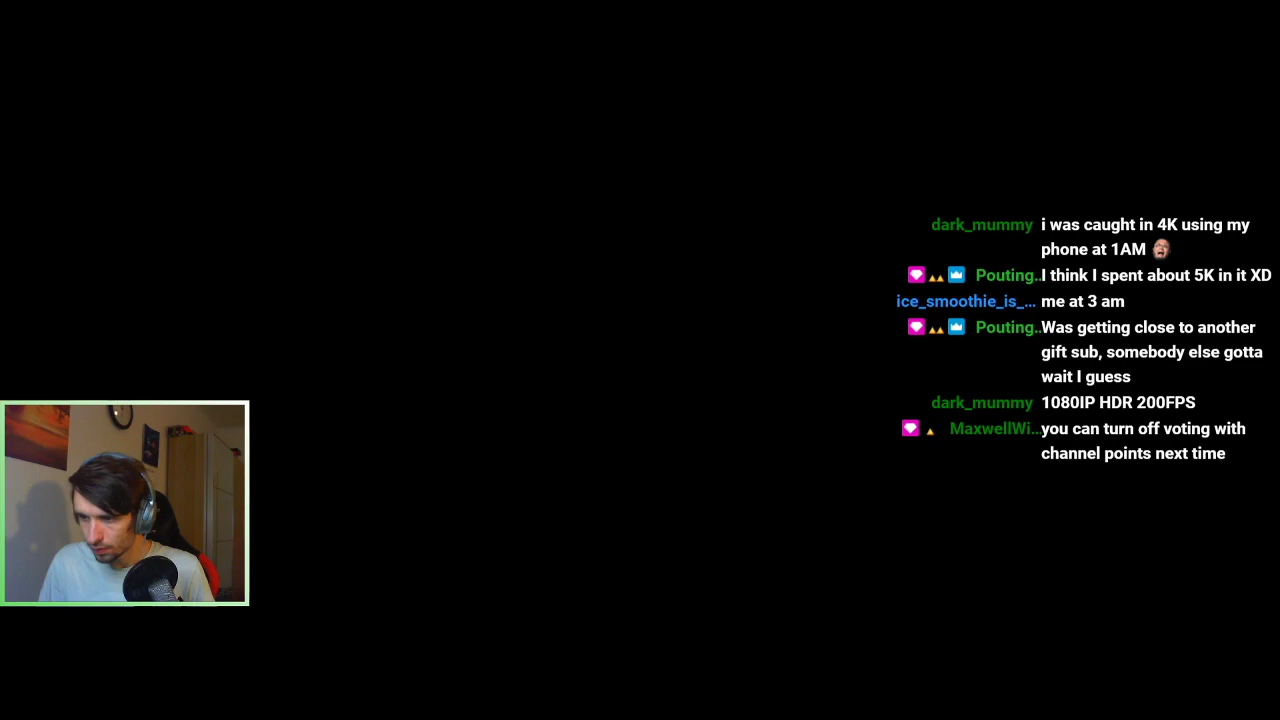 dark_mummy i was caught in 4K using my
phone at 1AM
Pouting.. I think I spent about 5K in it XD
ice_smoothie_is_... me at 3 am
Pouting.. Was getting close to another
gift sub, somebody else gotta
wait I guess
dark_mummy 1080IP HDR 200FPS
MaxwellWi... you can turn off voting with
channel points next time